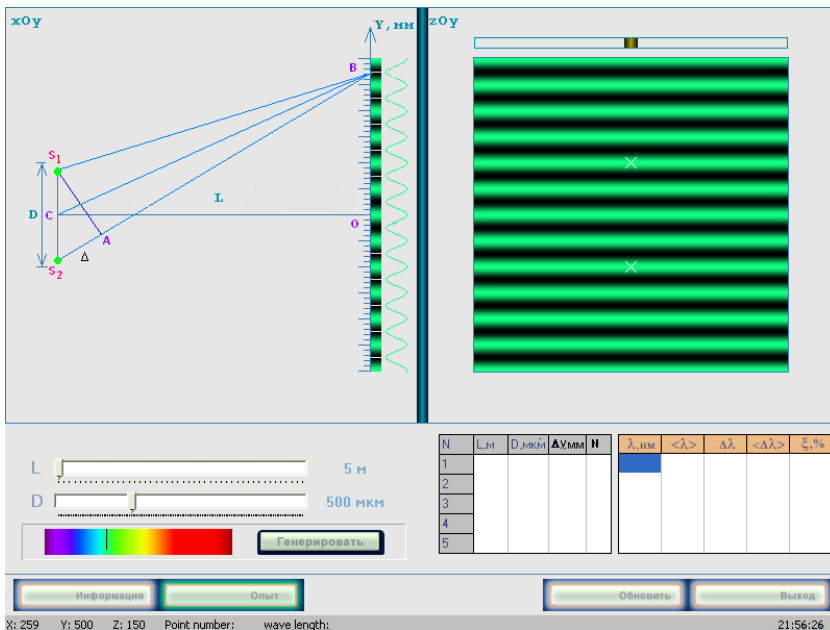 xOy
Y, мм
zOy
B
S1
L
D
C
O
A
Δ
S2
L 5 м
D 500 мкм
Генерировать
N L,м D,мкм Δy,мм N
1
2
3
4
5
λ,нм <λ> Δλ <Δλ> ξ,%
Информация
Опыт
Обновить
Выход
X: 259 Y: 500 Z: 150 Point number: wave length: 21:56:26